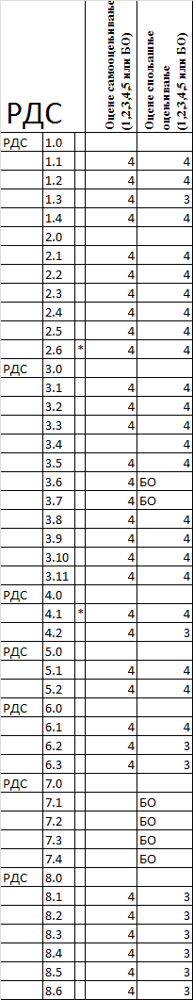 РДС
Оцене самооцењивање
(1,2,3,4,5 или БО)
Оцене спољашње
оцењивање
(1,2,3,4,5 или БО)
РДС 1.0
1.1 4 4
1.2 4 4
1.3 4 3
1.4 4 4
2.0
2.1 4 4
2.2 4 4
2.3 4 4
2.4 4 4
2.5 4 4
2.6 * 4 4
РДС 3.0
3.1 4 4
3.2 4 4
3.3 4 4
3.4 4
3.5 4 4
3.6 4 БО
3.7 4 БО
3.8 4 4
3.9 4 4
3.10 4 4
3.11 4 4
РДС 4.0
4.1 * 4 4
4.2 4 3
РДС 5.0
5.1 4 4
5.2 4 4
РДС 6.0
6.1 4 4
6.2 4 3
6.3 4 3
РДС 7.0
7.1 БО
7.2 БО
7.3 БО
7.4 БО
РДС 8.0
8.1 4 3
8.2 4 3
8.3 4 3
8.4 4 3
8.5 4 3
8.6 4 3